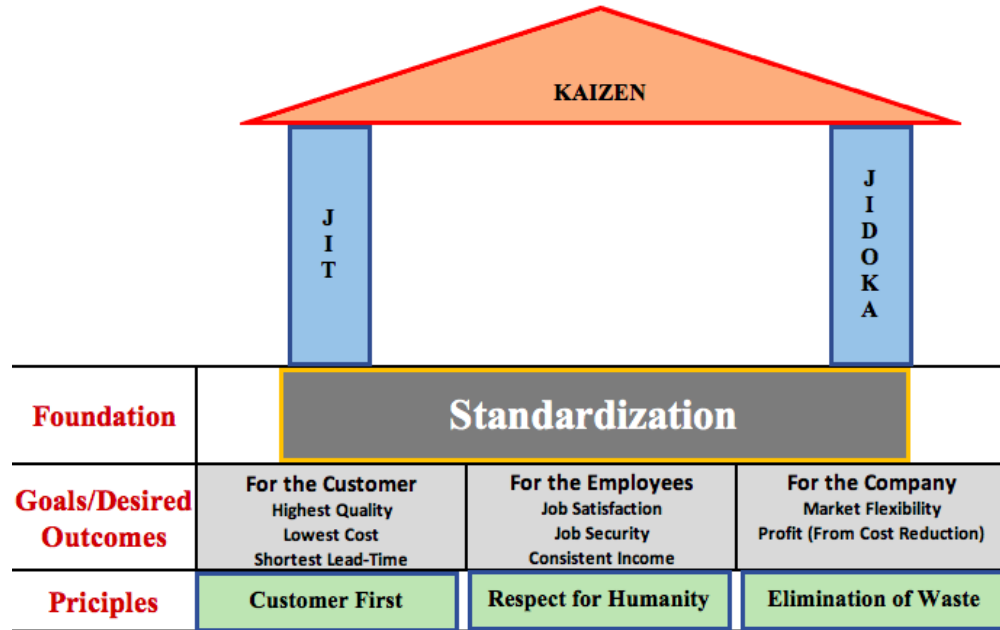 KAIZEN
J
I
T
J
I
D
O
K
A
Foundation
Standardization
Goals/Desired
Outcomes
For the Customer
Highest Quality
Lowest Cost
Shortest Lead-Time
For the Employees
Job Satisfaction
Job Security
Consistent Income
For the Company
Market Flexibility
Profit (From Cost Reduction)
Priciples
Customer First
Respect for Humanity
Elimination of Waste